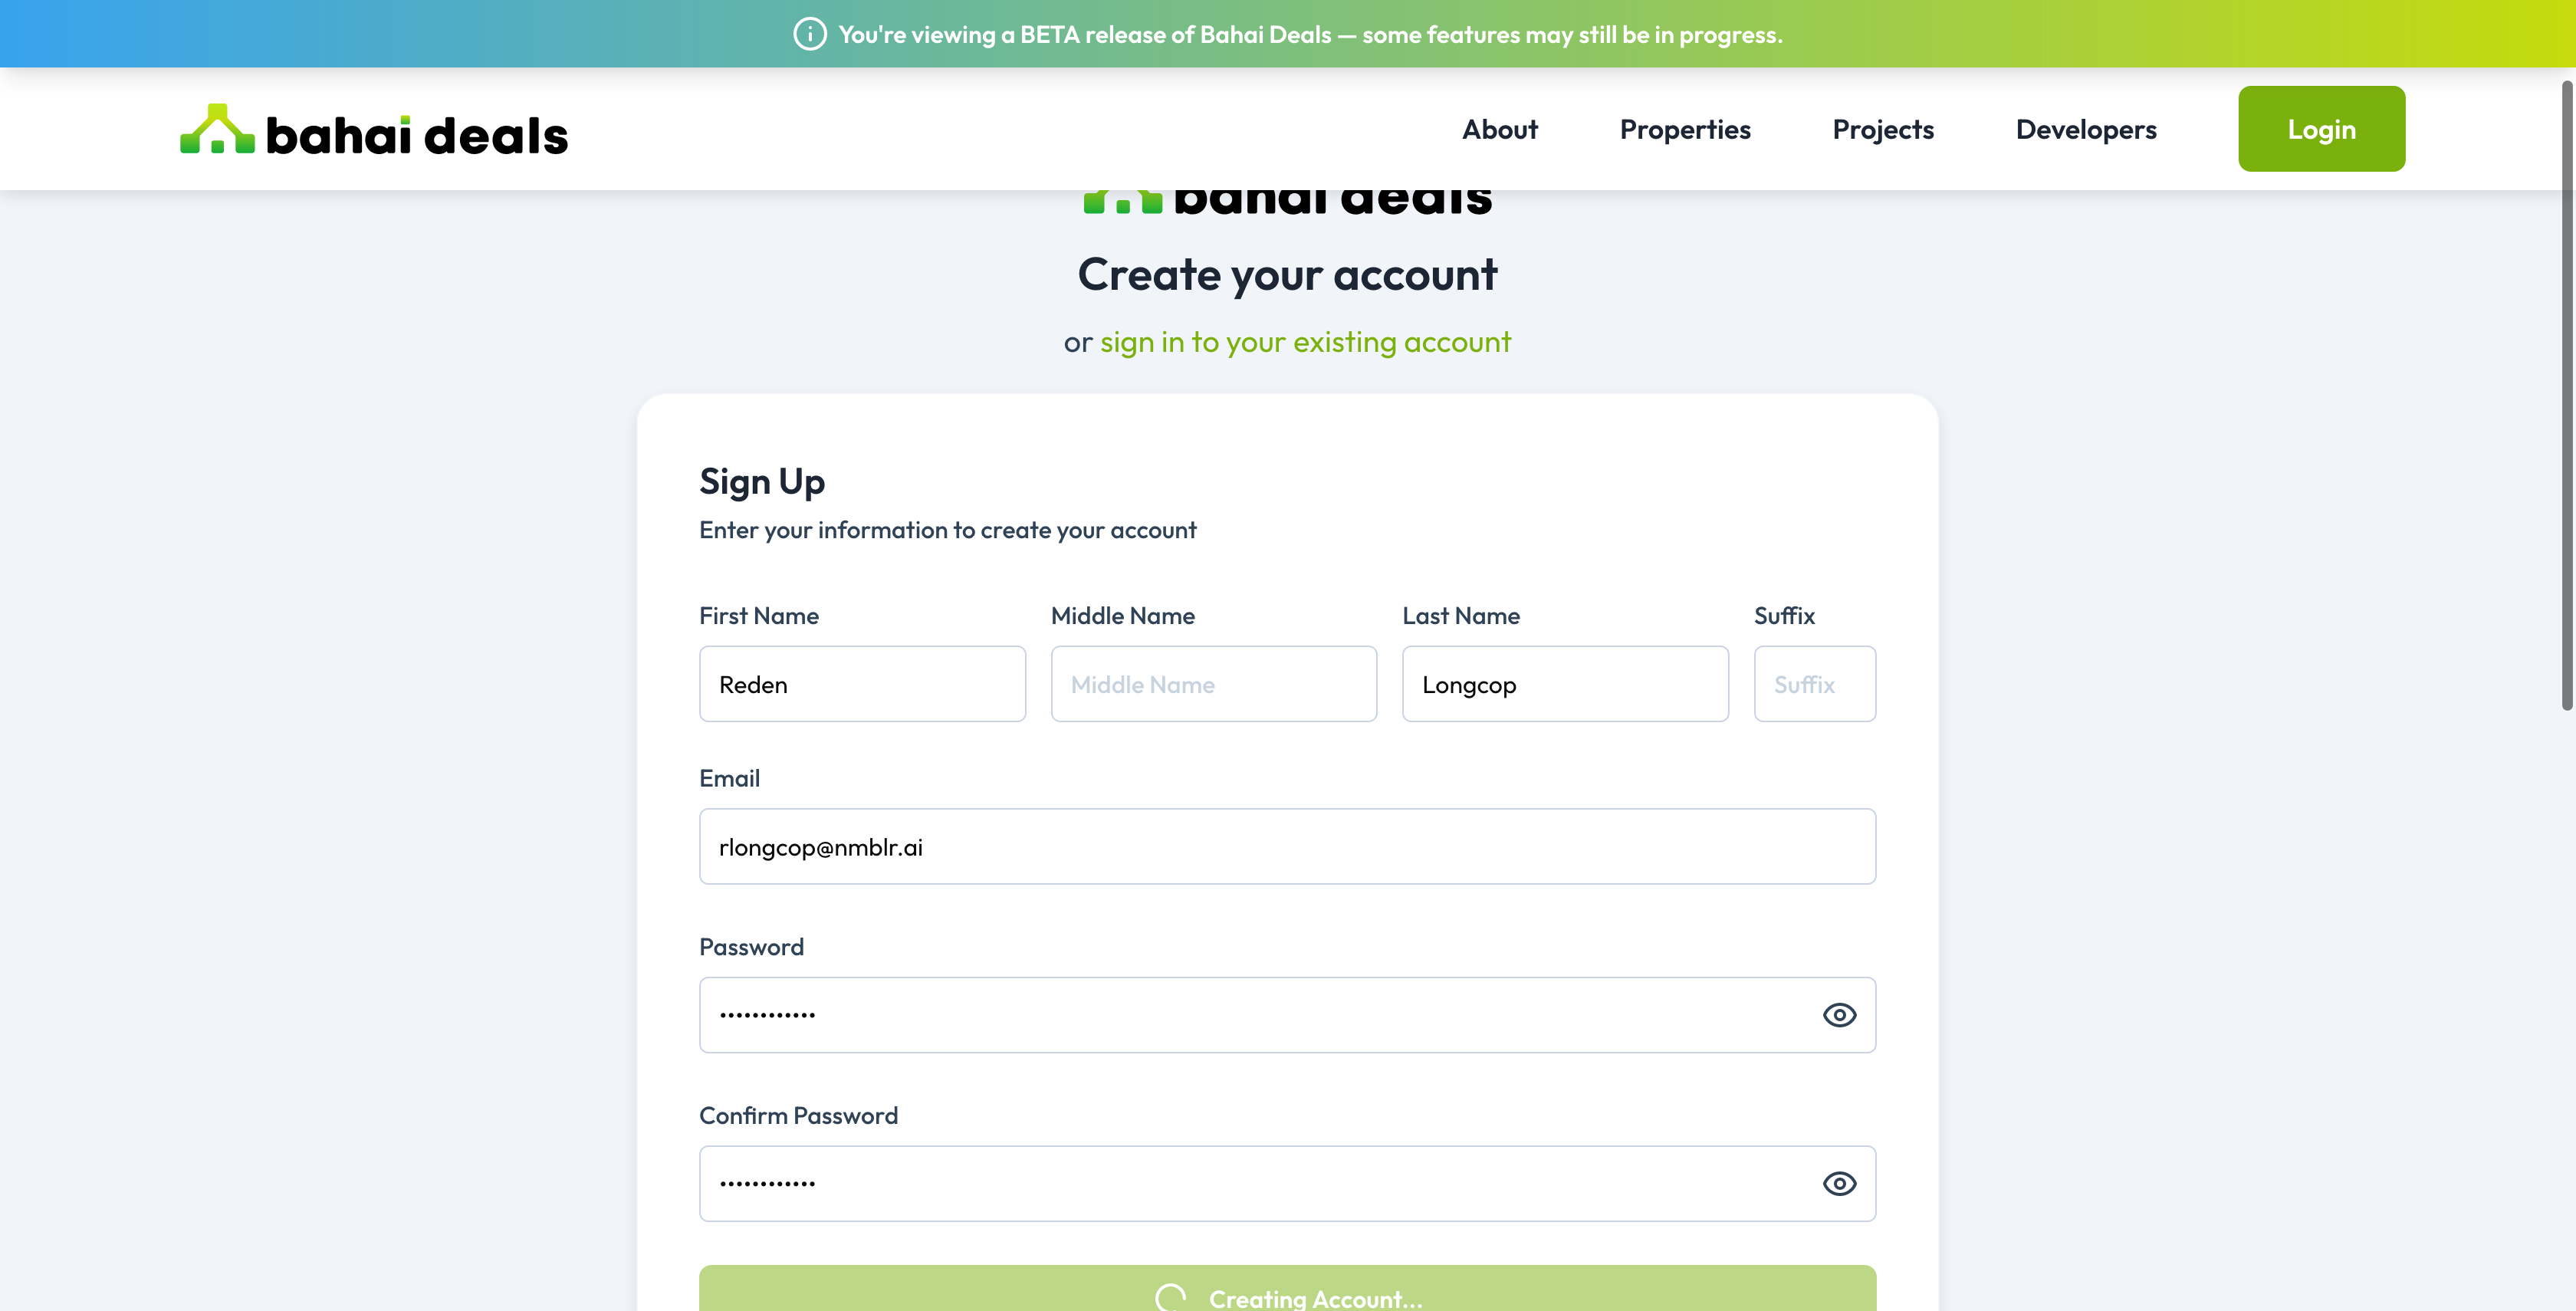 You're viewing a BETA release of Bahai Deals — some features may still be in progress.
bahai deals
About Properties Projects Developers Login
bahai deals
Create your account
or sign in to your existing account
Sign Up
Enter your information to create your account
First Name Middle Name Last Name Suffix
Reden Middle Name Longcop Suffix
Email
rlongcop@nmblr.ai
Password
••••••••••••
Confirm Password
••••••••••••
Creating Account...